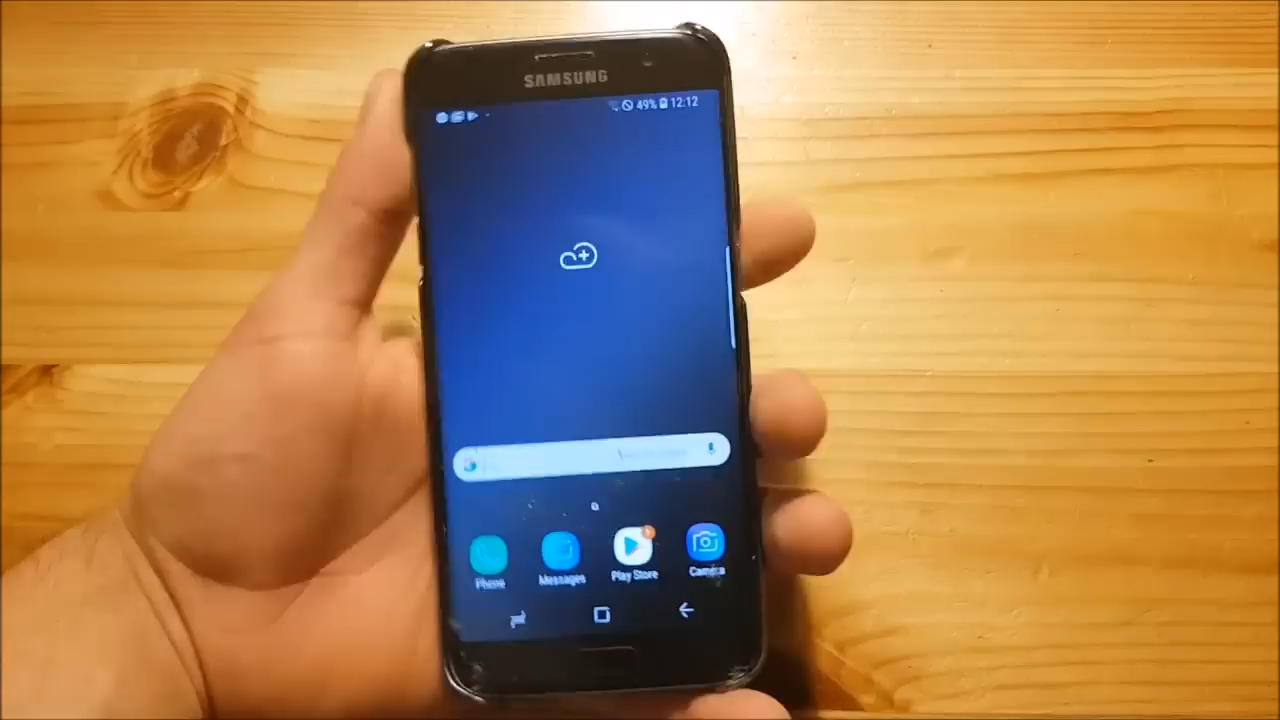 SAMSUNG
49% 12:12
Phone
Messages
Play Store
Camera